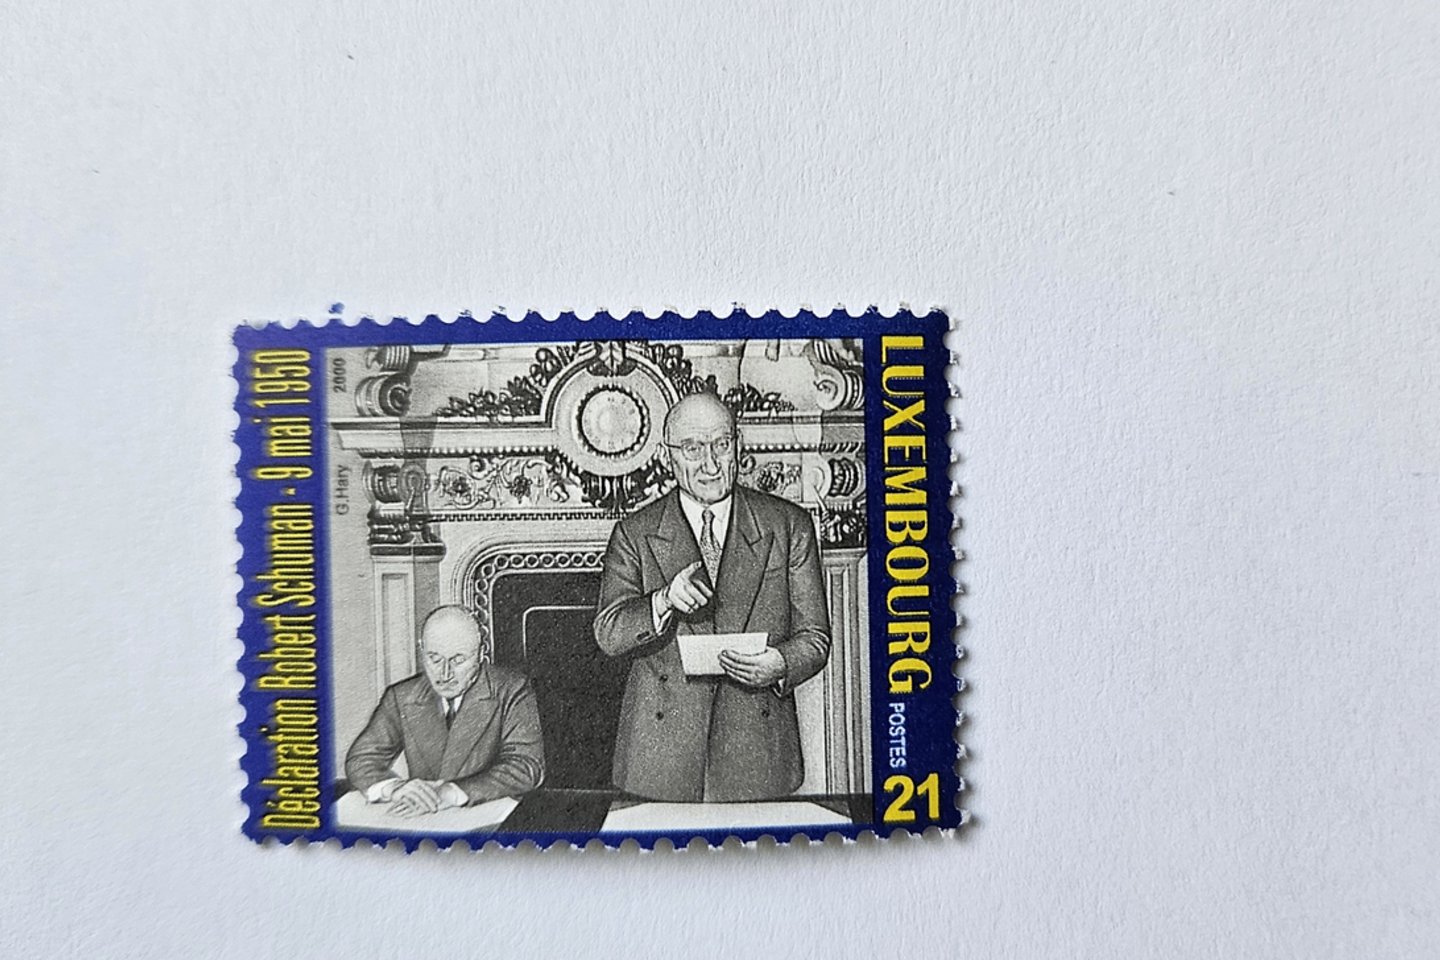 Déclaration Robert Schuman - 9 mai 1950
G.Hary 2000
LUXEMBOURG POSTES
21